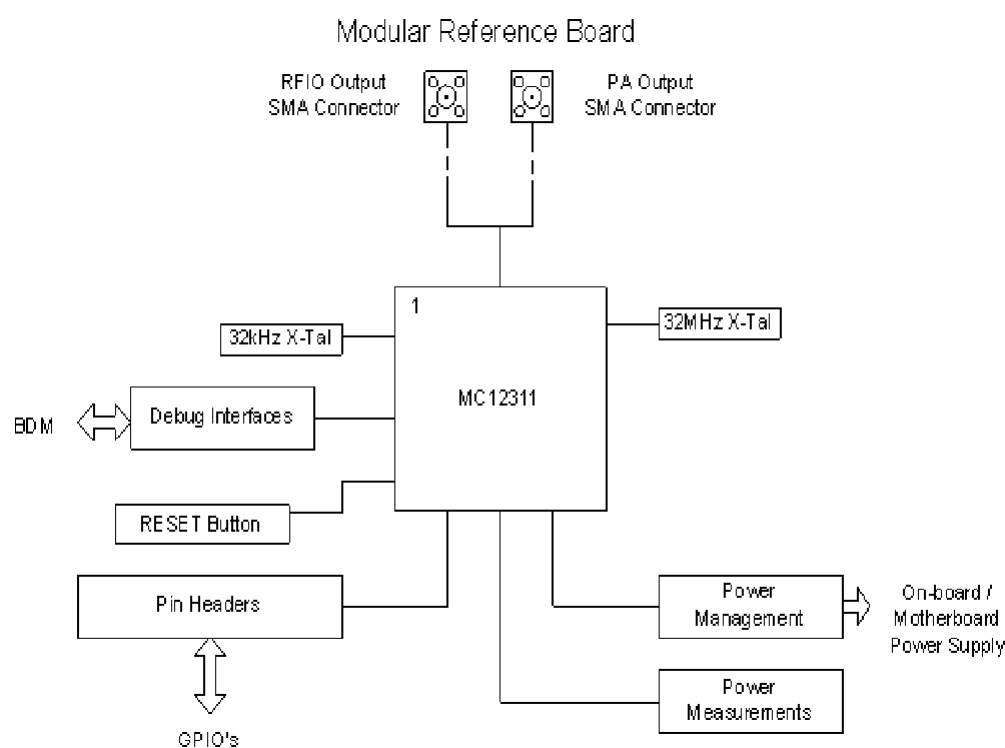 Modular Reference Board
RFIO Output
SMA Connector
PA Output
SMA Connector
1
32kHz X-Tal
32MHz X-Tal
MC12311
BDM
Debug Interfaces
RESET Button
Pin Headers
Power
Management
On-board /
Motherboard
Power Supply
Power
Measurements
GPIO's